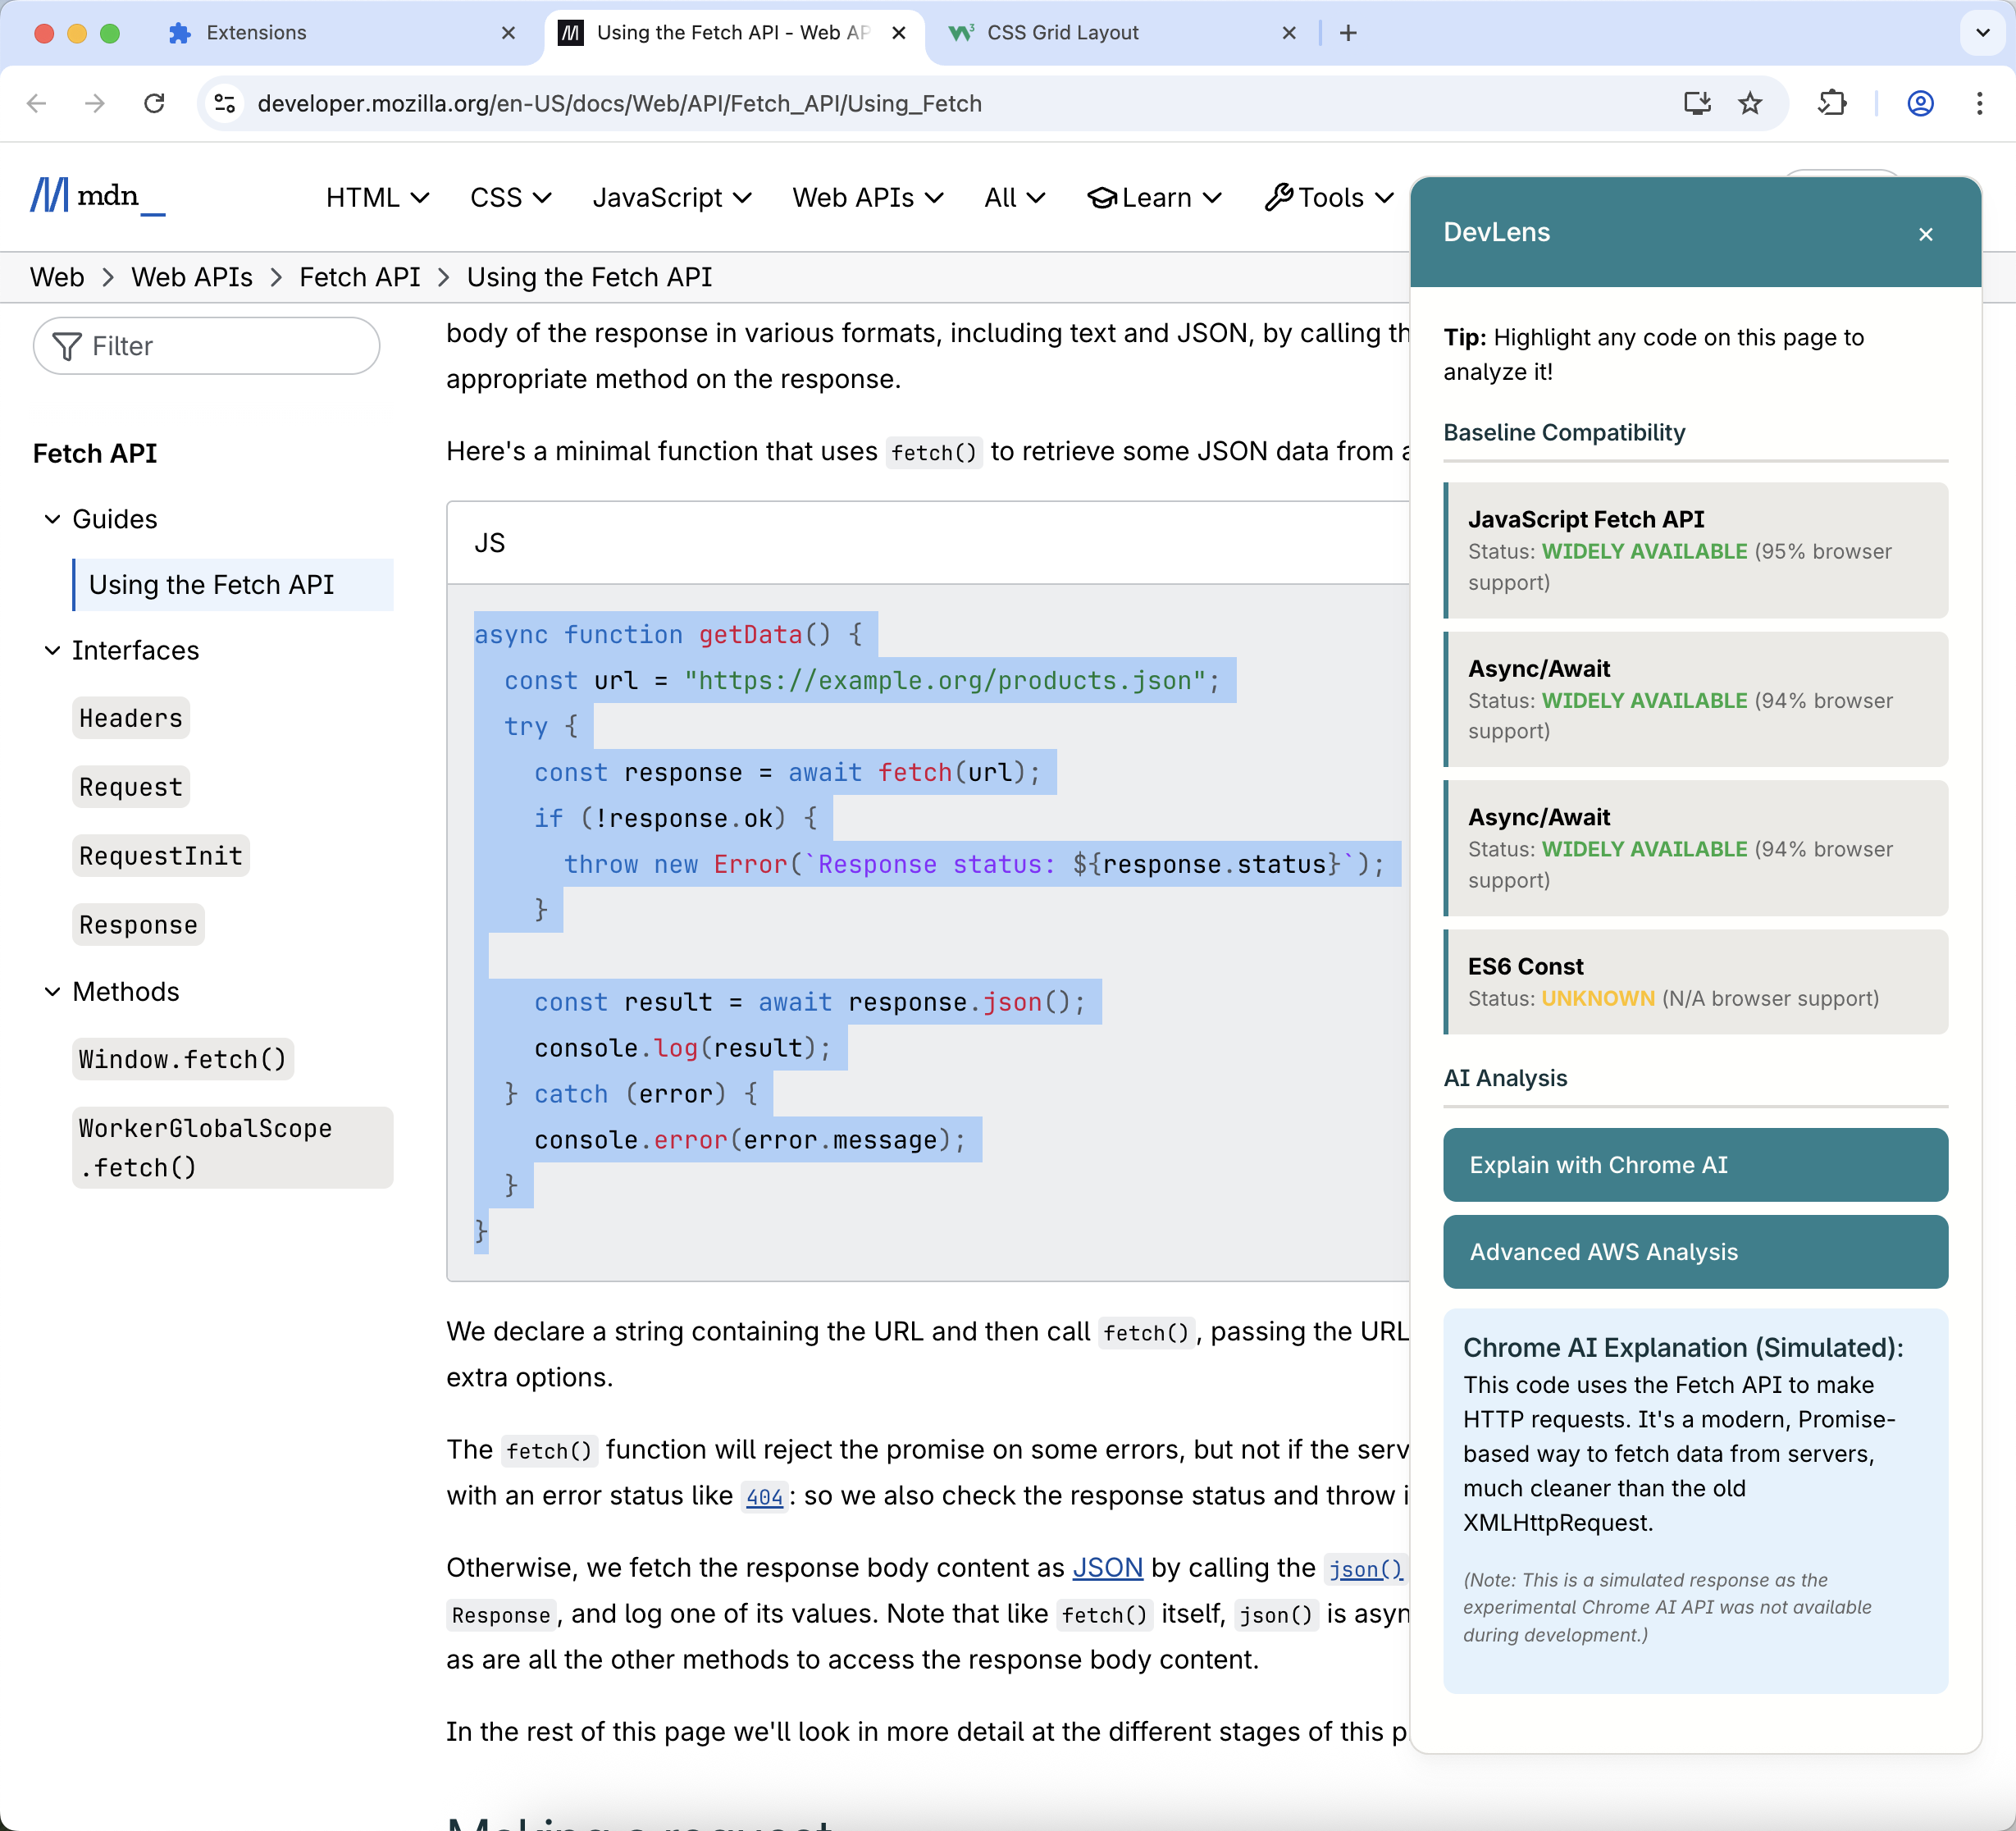 Extensions
Using the Fetch API - Web AP
CSS Grid Layout
developer.mozilla.org/en-US/docs/Web/API/Fetch_API/Using_Fetch
mdn_
HTML
CSS
JavaScript
Web APIs
All
Learn
Tools
Web > Web APIs > Fetch API > Using the Fetch API
Filter
Fetch API
Guides
Using the Fetch API
Interfaces
Headers
Request
RequestInit
Response
Methods
Window.fetch()
WorkerGlobalScope
.fetch()
body of the response in various formats, including text and JSON, by calling th
appropriate method on the response.
Here's a minimal function that uses fetch() to retrieve some JSON data from a
JS
async function getData() {
  const url = "https://example.org/products.json";
  try {
    const response = await fetch(url);
    if (!response.ok) {
      throw new Error(`Response status: ${response.status}`);
    }
    const result = await response.json();
    console.log(result);
  } catch (error) {
    console.error(error.message);
  }
}
We declare a string containing the URL and then call fetch(), passing the URL
extra options.
The fetch() function will reject the promise on some errors, but not if the serv
with an error status like 404: so we also check the response status and throw i
Otherwise, we fetch the response body content as JSON by calling the json()
Response, and log one of its values. Note that like fetch() itself, json() is asyn
as are all the other methods to access the response body content.
In the rest of this page we'll look in more detail at the different stages of this p
Making a request
DevLens
×
Tip: Highlight any code on this page to
analyze it!
Baseline Compatibility
JavaScript Fetch API
Status: WIDELY AVAILABLE (95% browser
support)
Async/Await
Status: WIDELY AVAILABLE (94% browser
support)
Async/Await
Status: WIDELY AVAILABLE (94% browser
support)
ES6 Const
Status: UNKNOWN (N/A browser support)
AI Analysis
Explain with Chrome AI
Advanced AWS Analysis
Chrome AI Explanation (Simulated):
This code uses the Fetch API to make
HTTP requests. It's a modern, Promise-
based way to fetch data from servers,
much cleaner than the old
XMLHttpRequest.
(Note: This is a simulated response as the
experimental Chrome AI API was not available
during development.)